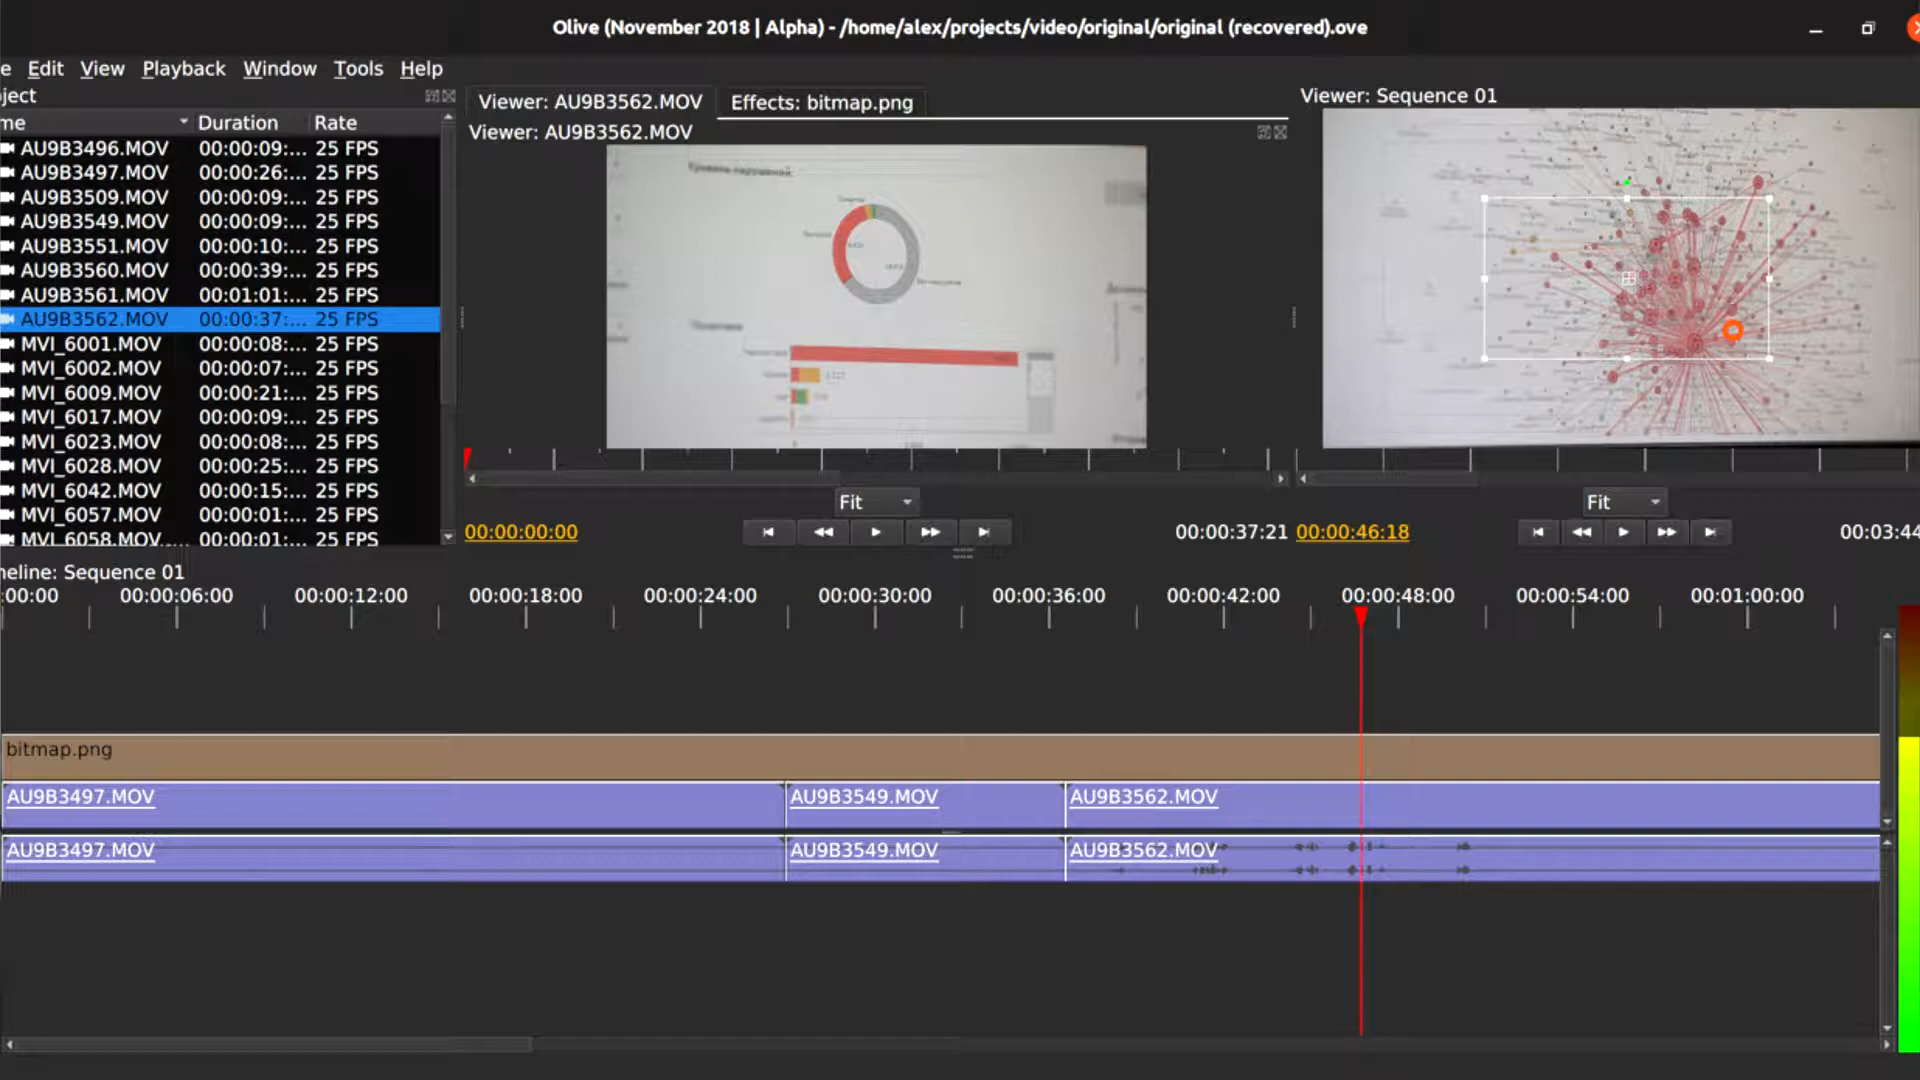 Olive (November 2018 | Alpha) - /home/alex/projects/video/original/original (recovered).ove
e Edit View Playback Window Tools Help
ject
me Duration Rate
AU9B3496.MOV 00:00:09:... 25 FPS
AU9B3497.MOV 00:00:26:... 25 FPS
AU9B3509.MOV 00:00:09:... 25 FPS
AU9B3549.MOV 00:00:09:... 25 FPS
AU9B3551.MOV 00:00:10:... 25 FPS
AU9B3560.MOV 00:00:39:... 25 FPS
AU9B3561.MOV 00:01:01:... 25 FPS
AU9B3562.MOV 00:00:37:... 25 FPS
MVI_6001.MOV 00:00:08:... 25 FPS
MVI_6002.MOV 00:00:07:... 25 FPS
MVI_6009.MOV 00:00:21:... 25 FPS
MVI_6017.MOV 00:00:09:... 25 FPS
MVI_6023.MOV 00:00:08:... 25 FPS
MVI_6028.MOV 00:00:25:... 25 FPS
MVI_6042.MOV 00:00:15:... 25 FPS
MVI_6057.MOV 00:00:01:... 25 FPS
MVI_6058.MOV 00:00:01:... 25 FPS
Viewer: AU9B3562.MOV Effects: bitmap.png
Viewer: AU9B3562.MOV
Уровень нарушений
Fit
00:00:00:00 00:00:37:21
Viewer: Sequence 01
Fit
00:00:46:18 00:03:44
neline: Sequence 01
:00:00 00:00:06:00 00:00:12:00 00:00:18:00 00:00:24:00 00:00:30:00 00:00:36:00 00:00:42:00 00:00:48:00 00:00:54:00 00:01:00:00
bitmap.png
AU9B3497.MOV AU9B3549.MOV AU9B3562.MOV
AU9B3497.MOV AU9B3549.MOV AU9B3562.MOV